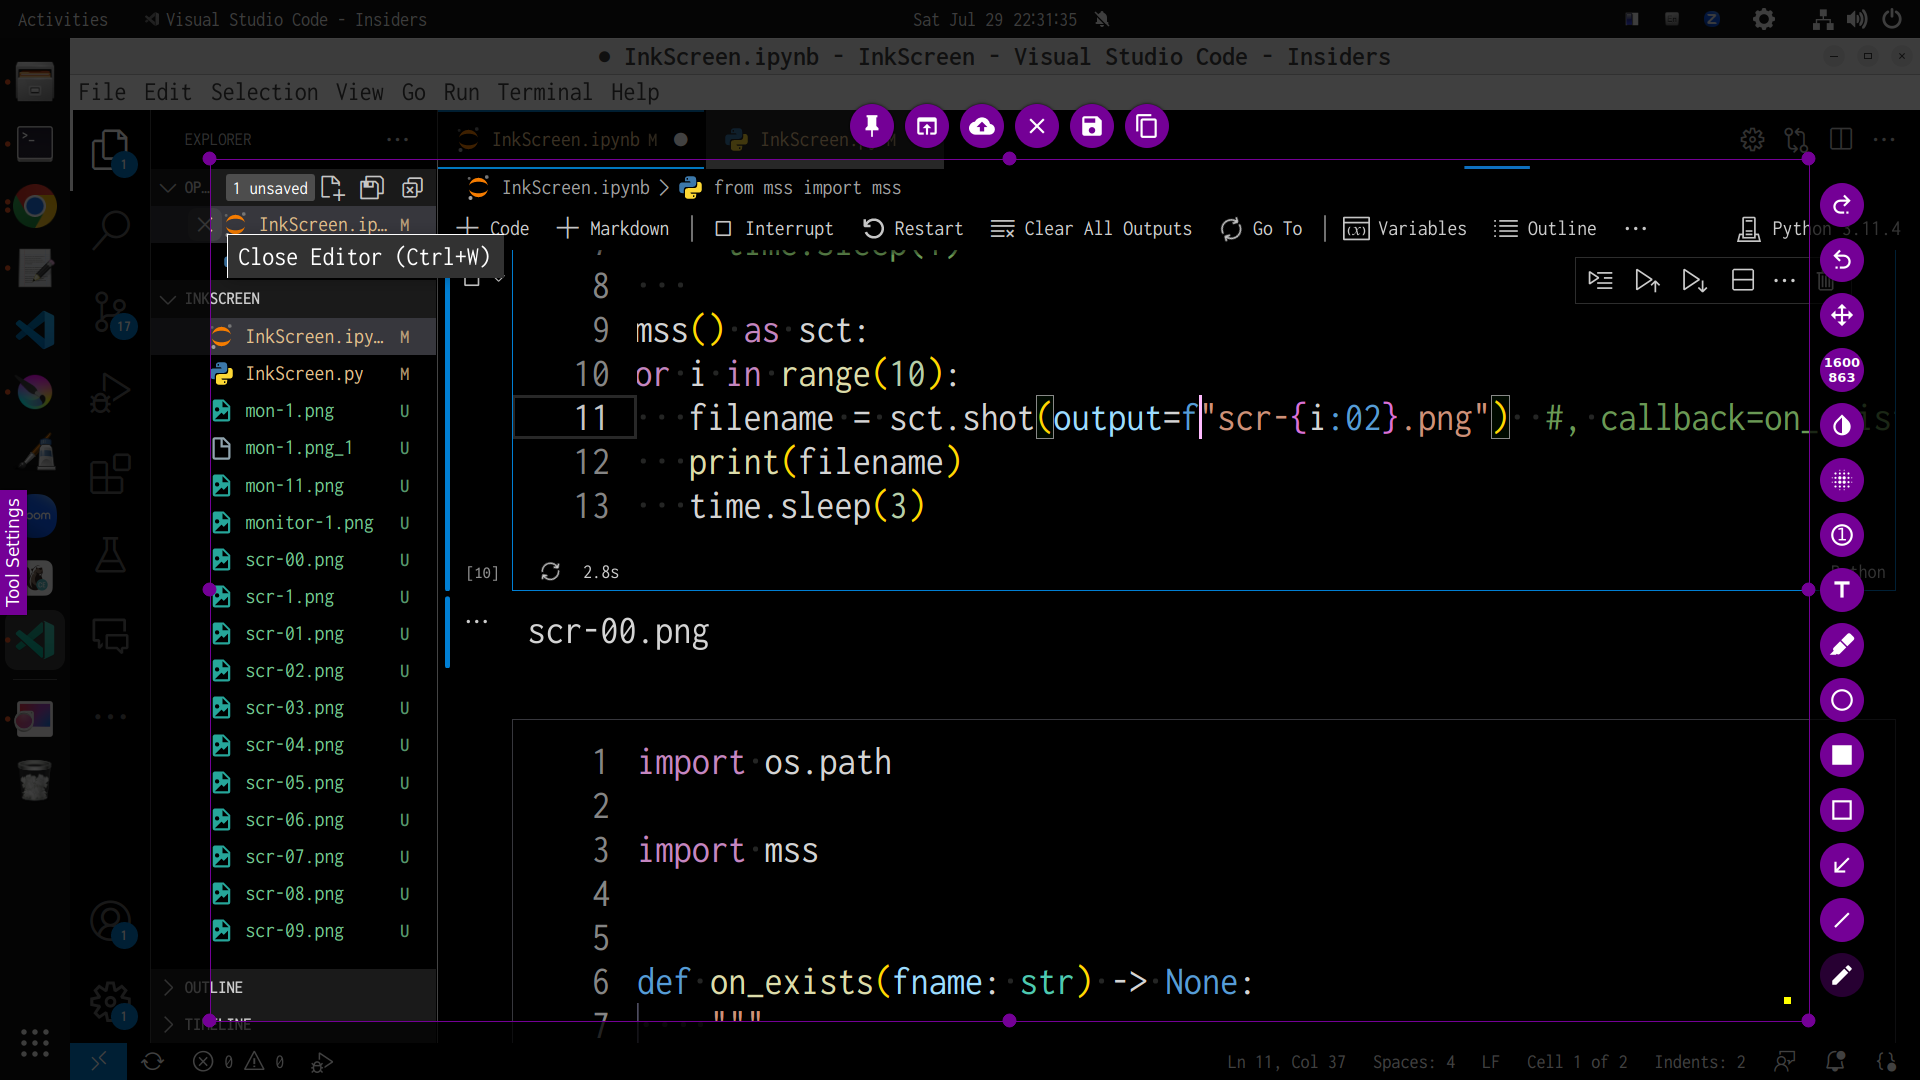 Activities
Visual Studio Code - Insiders
Sat Jul 29 22:31:35
● InkScreen.ipynb - InkScreen - Visual Studio Code - Insiders
File Edit Selection View Go Run Terminal Help
EXPLORER
InkScreen.ipynb M
1 unsaved
InkScreen.ipynb > from mss import mss
InkScreen.ip... M
Code
Markdown
Interrupt
Restart
Clear All Outputs
Go To
Variables
Outline
Python 3.11.4
Close Editor (Ctrl+W)
INKSCREEN
InkScreen.ipy... M
InkScreen.py M
mon-1.png U
mon-1.png_1 U
mon-11.png U
monitor-1.png U
scr-00.png U
scr-1.png U
scr-01.png U
scr-02.png U
scr-03.png U
scr-04.png U
scr-05.png U
scr-06.png U
scr-07.png U
scr-08.png U
scr-09.png U
OUTLINE
TIMELINE
7 time.sleep(1)
8
9 mss() as sct:
10 or i in range(10):
11 filename = sct.shot(output=f"scr-{i:02}.png") #, callback=on_
12 print(filename)
13 time.sleep(3)
[10]
2.8s
Python
scr-00.png
1 import os.path
2
3 import mss
4
5
6 def on_exists(fname: str) -> None:
7 """
Tool Settings
1600
863
1
17
1
1
0 0
Ln 11, Col 37
Spaces: 4
LF
Cell 1 of 2
Indents: 2